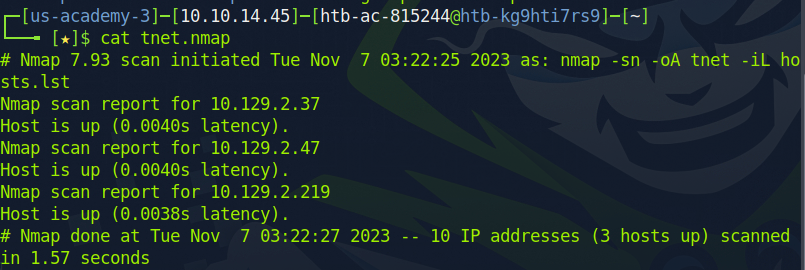 ┌─[us-academy-3]─[10.10.14.45]─[htb-ac-815244@htb-kg9hti7rs9]─[~]
└──╼ [★]$ cat tnet.nmap
# Nmap 7.93 scan initiated Tue Nov  7 03:22:25 2023 as: nmap -sn -oA tnet -iL ho
sts.lst
Nmap scan report for 10.129.2.37
Host is up (0.0040s latency).
Nmap scan report for 10.129.2.47
Host is up (0.0040s latency).
Nmap scan report for 10.129.2.219
Host is up (0.0038s latency).
# Nmap done at Tue Nov  7 03:22:27 2023 -- 10 IP addresses (3 hosts up) scanned
in 1.57 seconds